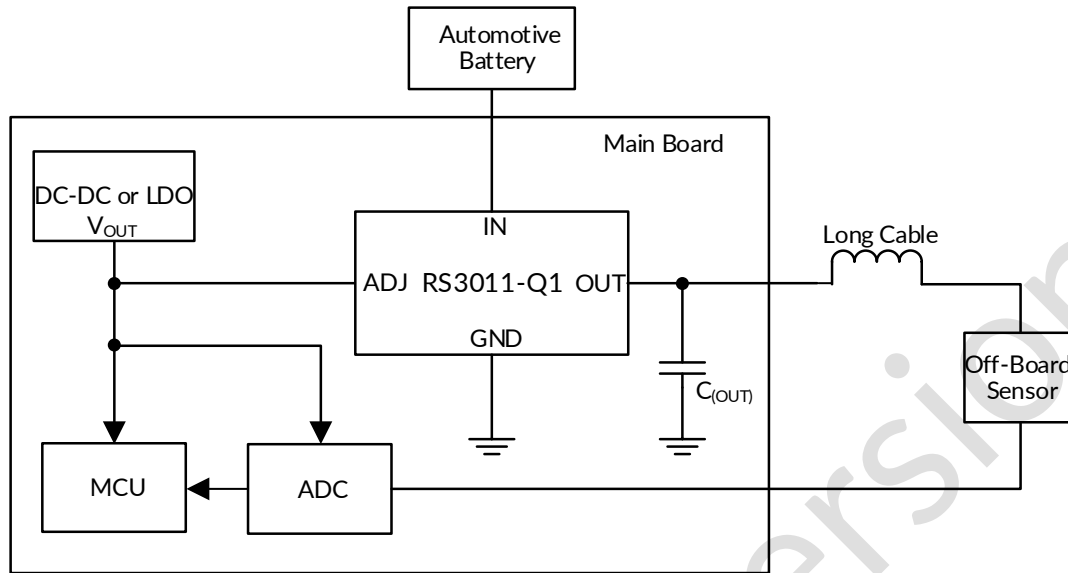 Automotive
Battery
Main Board
DC-DC or LDO
VOUT
IN
ADJ RS3011-Q1 OUT
GND
Long Cable
C(OUT)
Off-Board
Sensor
MCU
ADC
ersion